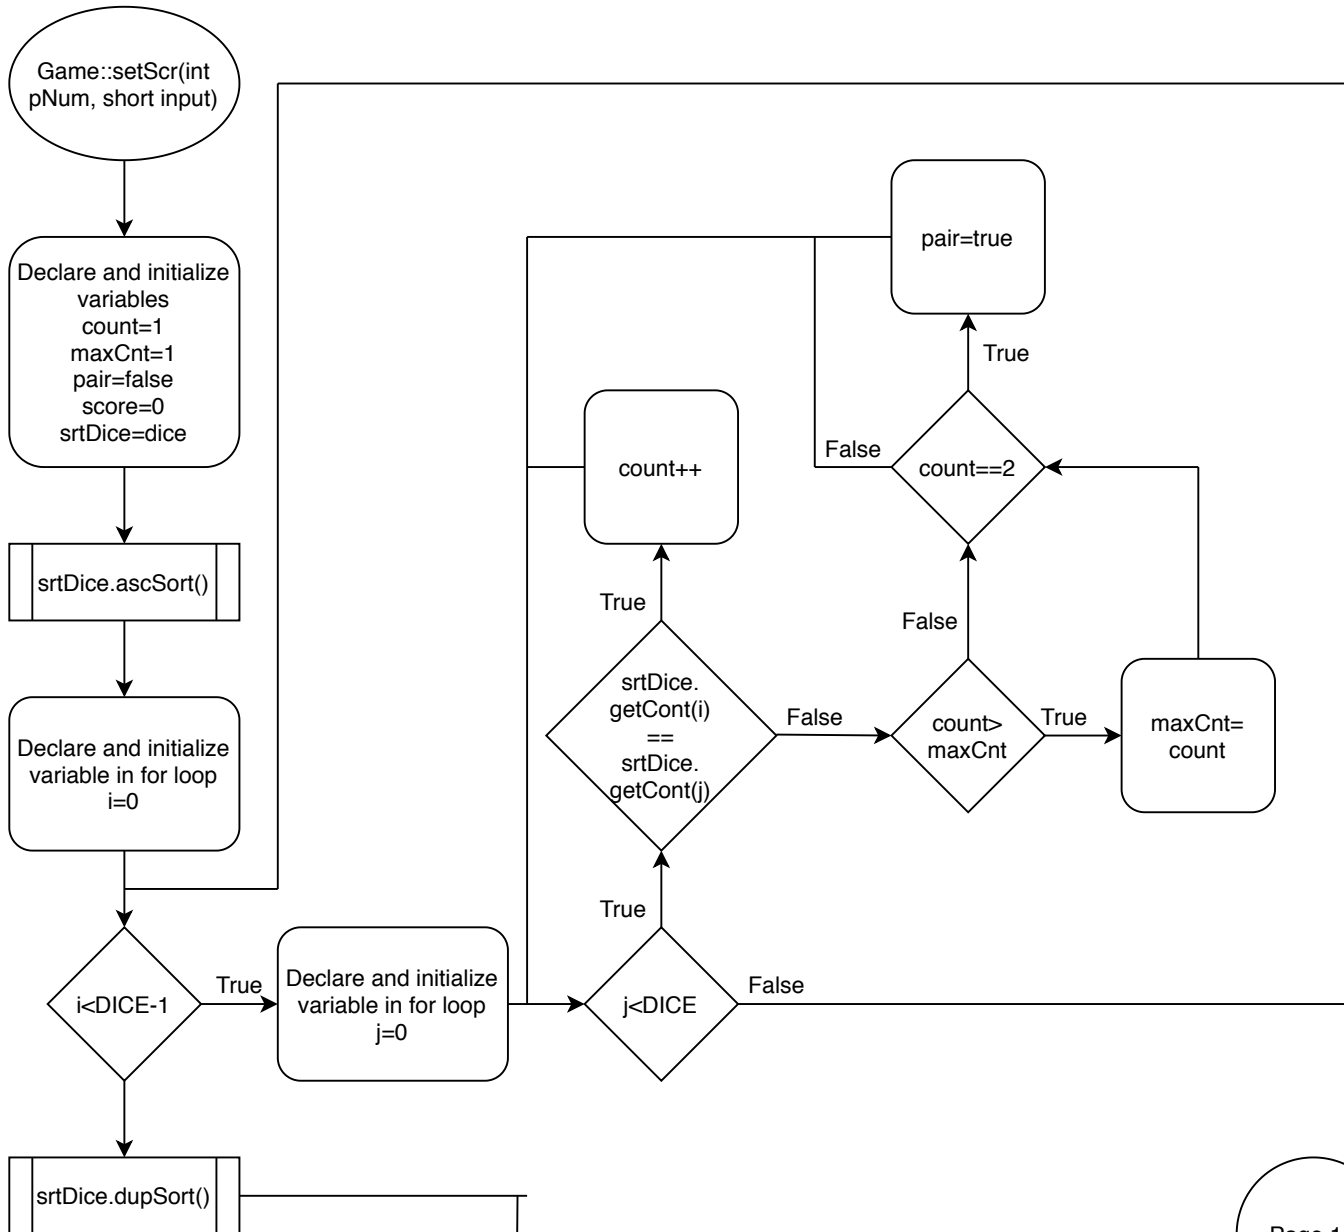 Game::setScr(int
pNum, short input)
Declare and initialize
variables
count=1
maxCnt=1
pair=false
score=0
srtDice=dice
srtDice.ascSort()
Declare and initialize
variable in for loop
i=0
i<DICE-1
True
Declare and initialize
variable in for loop
j=0
j<DICE
True
False
srtDice.
getCont(i)
==
srtDice.
getCont(j)
True
False
count++
count>
maxCnt
True
False
maxCnt=
count
count==2
True
False
pair=true
srtDice.dupSort()
Page 1